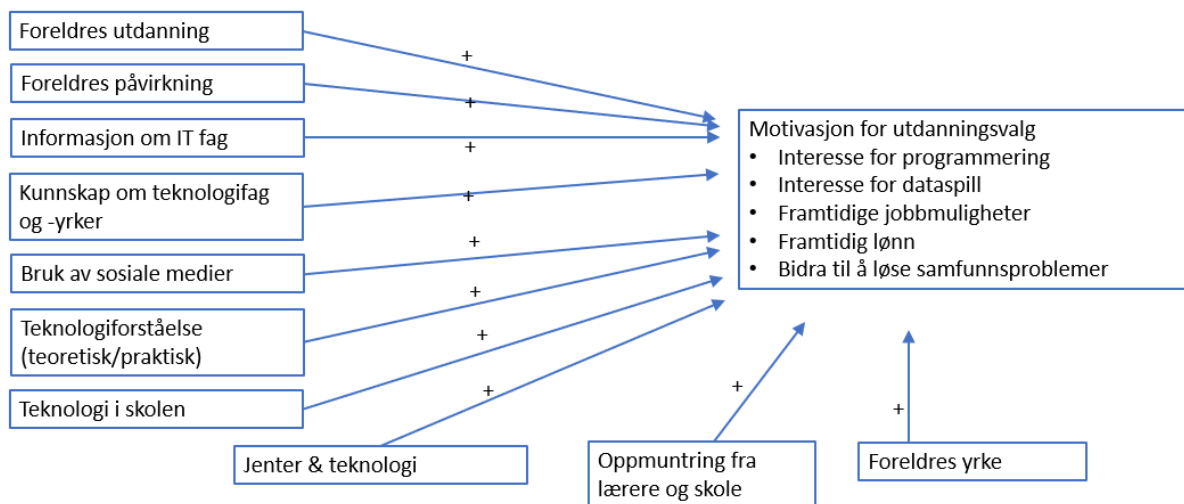 Foreldres utdanning
+
Foreldres påvirkning
+
Informasjon om IT fag
+
Kunnskap om teknologifag
og -yrker
+
Bruk av sosiale medier
+
Teknologiforståelse
(teoretisk/praktisk)
+
Teknologi i skolen
+
Jenter & teknologi
+
Oppmuntring fra
lærere og skole
+
Foreldres yrke
+
Motivasjon for utdanningsvalg
• Interesse for programmering
• Interesse for dataspill
• Framtidige jobbmuligheter
• Framtidig lønn
• Bidra til å løse samfunnsproblemer